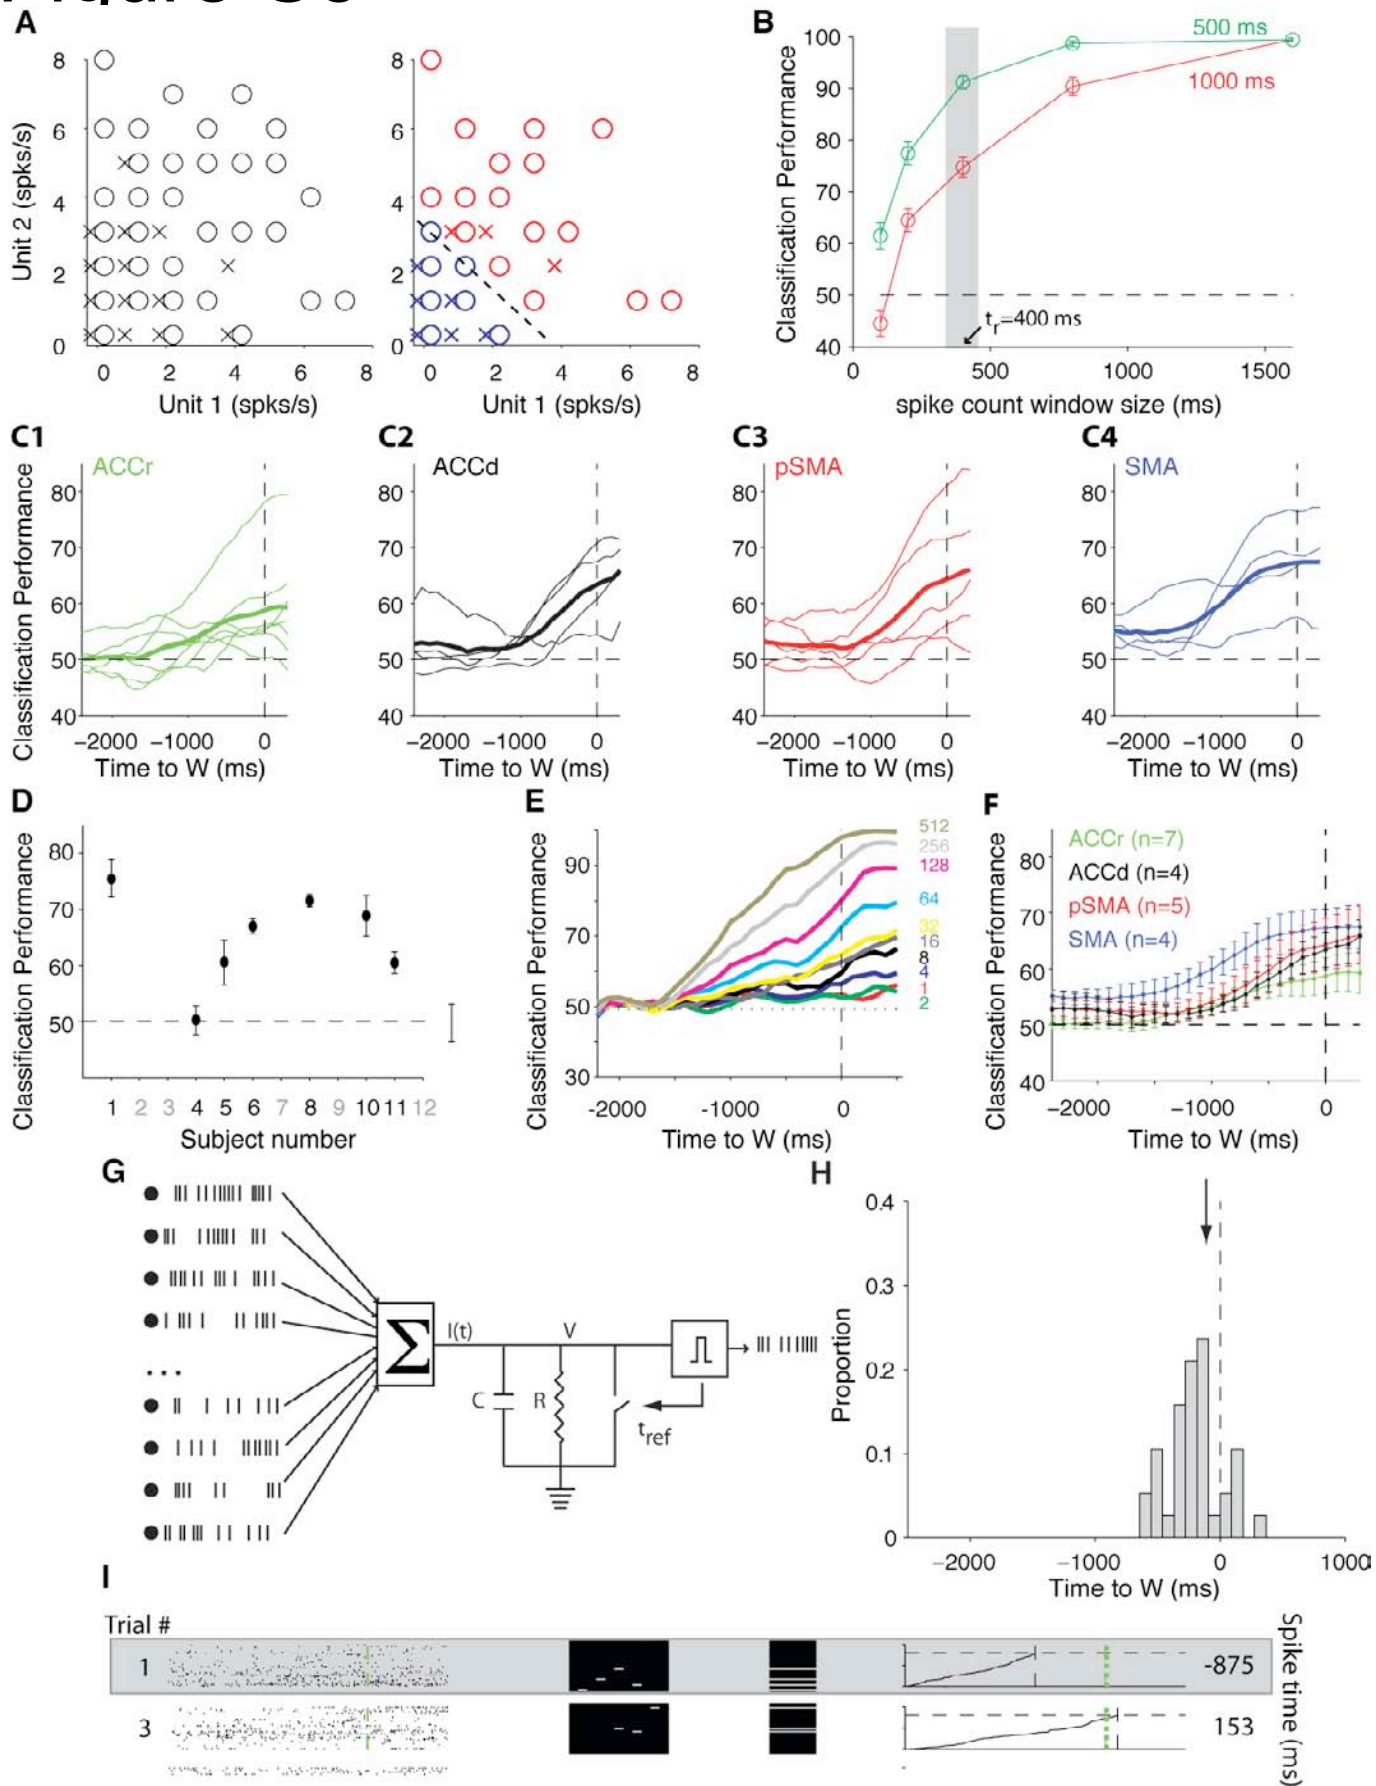 A
B
8
6
4
2
0
Unit 2 (spks/s)
0 2 4 6 8
Unit 1 (spks/s)
8
6
4
2
0
0 2 4 6 8
Unit 1 (spks/s)
Classification Performance
100
90
80
70
60
50
40
500 ms
1000 ms
tr=400 ms
0 500 1000 1500
spike count window size (ms)
C1
ACCr
Classification Performance
80
70
60
50
40
−2000 −1000 0
Time to W (ms)
C2
ACCd
80
70
60
50
40
−2000 −1000 0
Time to W (ms)
C3
pSMA
80
70
60
50
40
−2000 −1000 0
Time to W (ms)
C4
SMA
80
70
60
50
40
−2000 −1000 0
Time to W (ms)
D
Classification Performance
80
70
60
50
1 2 3 4 5 6 7 8 9 10 11 12
Subject number
E
Classification Performance
90
70
50
30
512
256
128
64
32
16
8
4
1
2
-2000 -1000 0
Time to W (ms)
F
Classification Performance
80
70
60
50
40
ACCr (n=7)
ACCd (n=4)
pSMA (n=5)
SMA (n=4)
−2000 −1000 0
Time to W (ms)
G
...
Σ
I(t)
V
C
R
tref
H
Proportion
0.4
0.3
0.2
0.1
0
−2000 −1000 0 1000
Time to W (ms)
I
Trial #
1
-875
3
153
Spike time (ms)